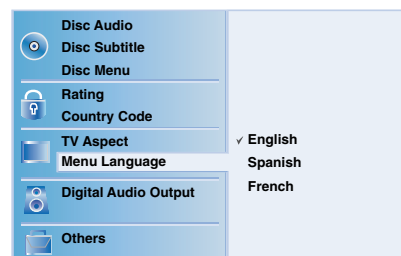 Disc Audio
Disc Subtitle
Disc Menu
Rating
Country Code
TV Aspect
Menu Language
Digital Audio Output
Others
✓ English
Spanish
French